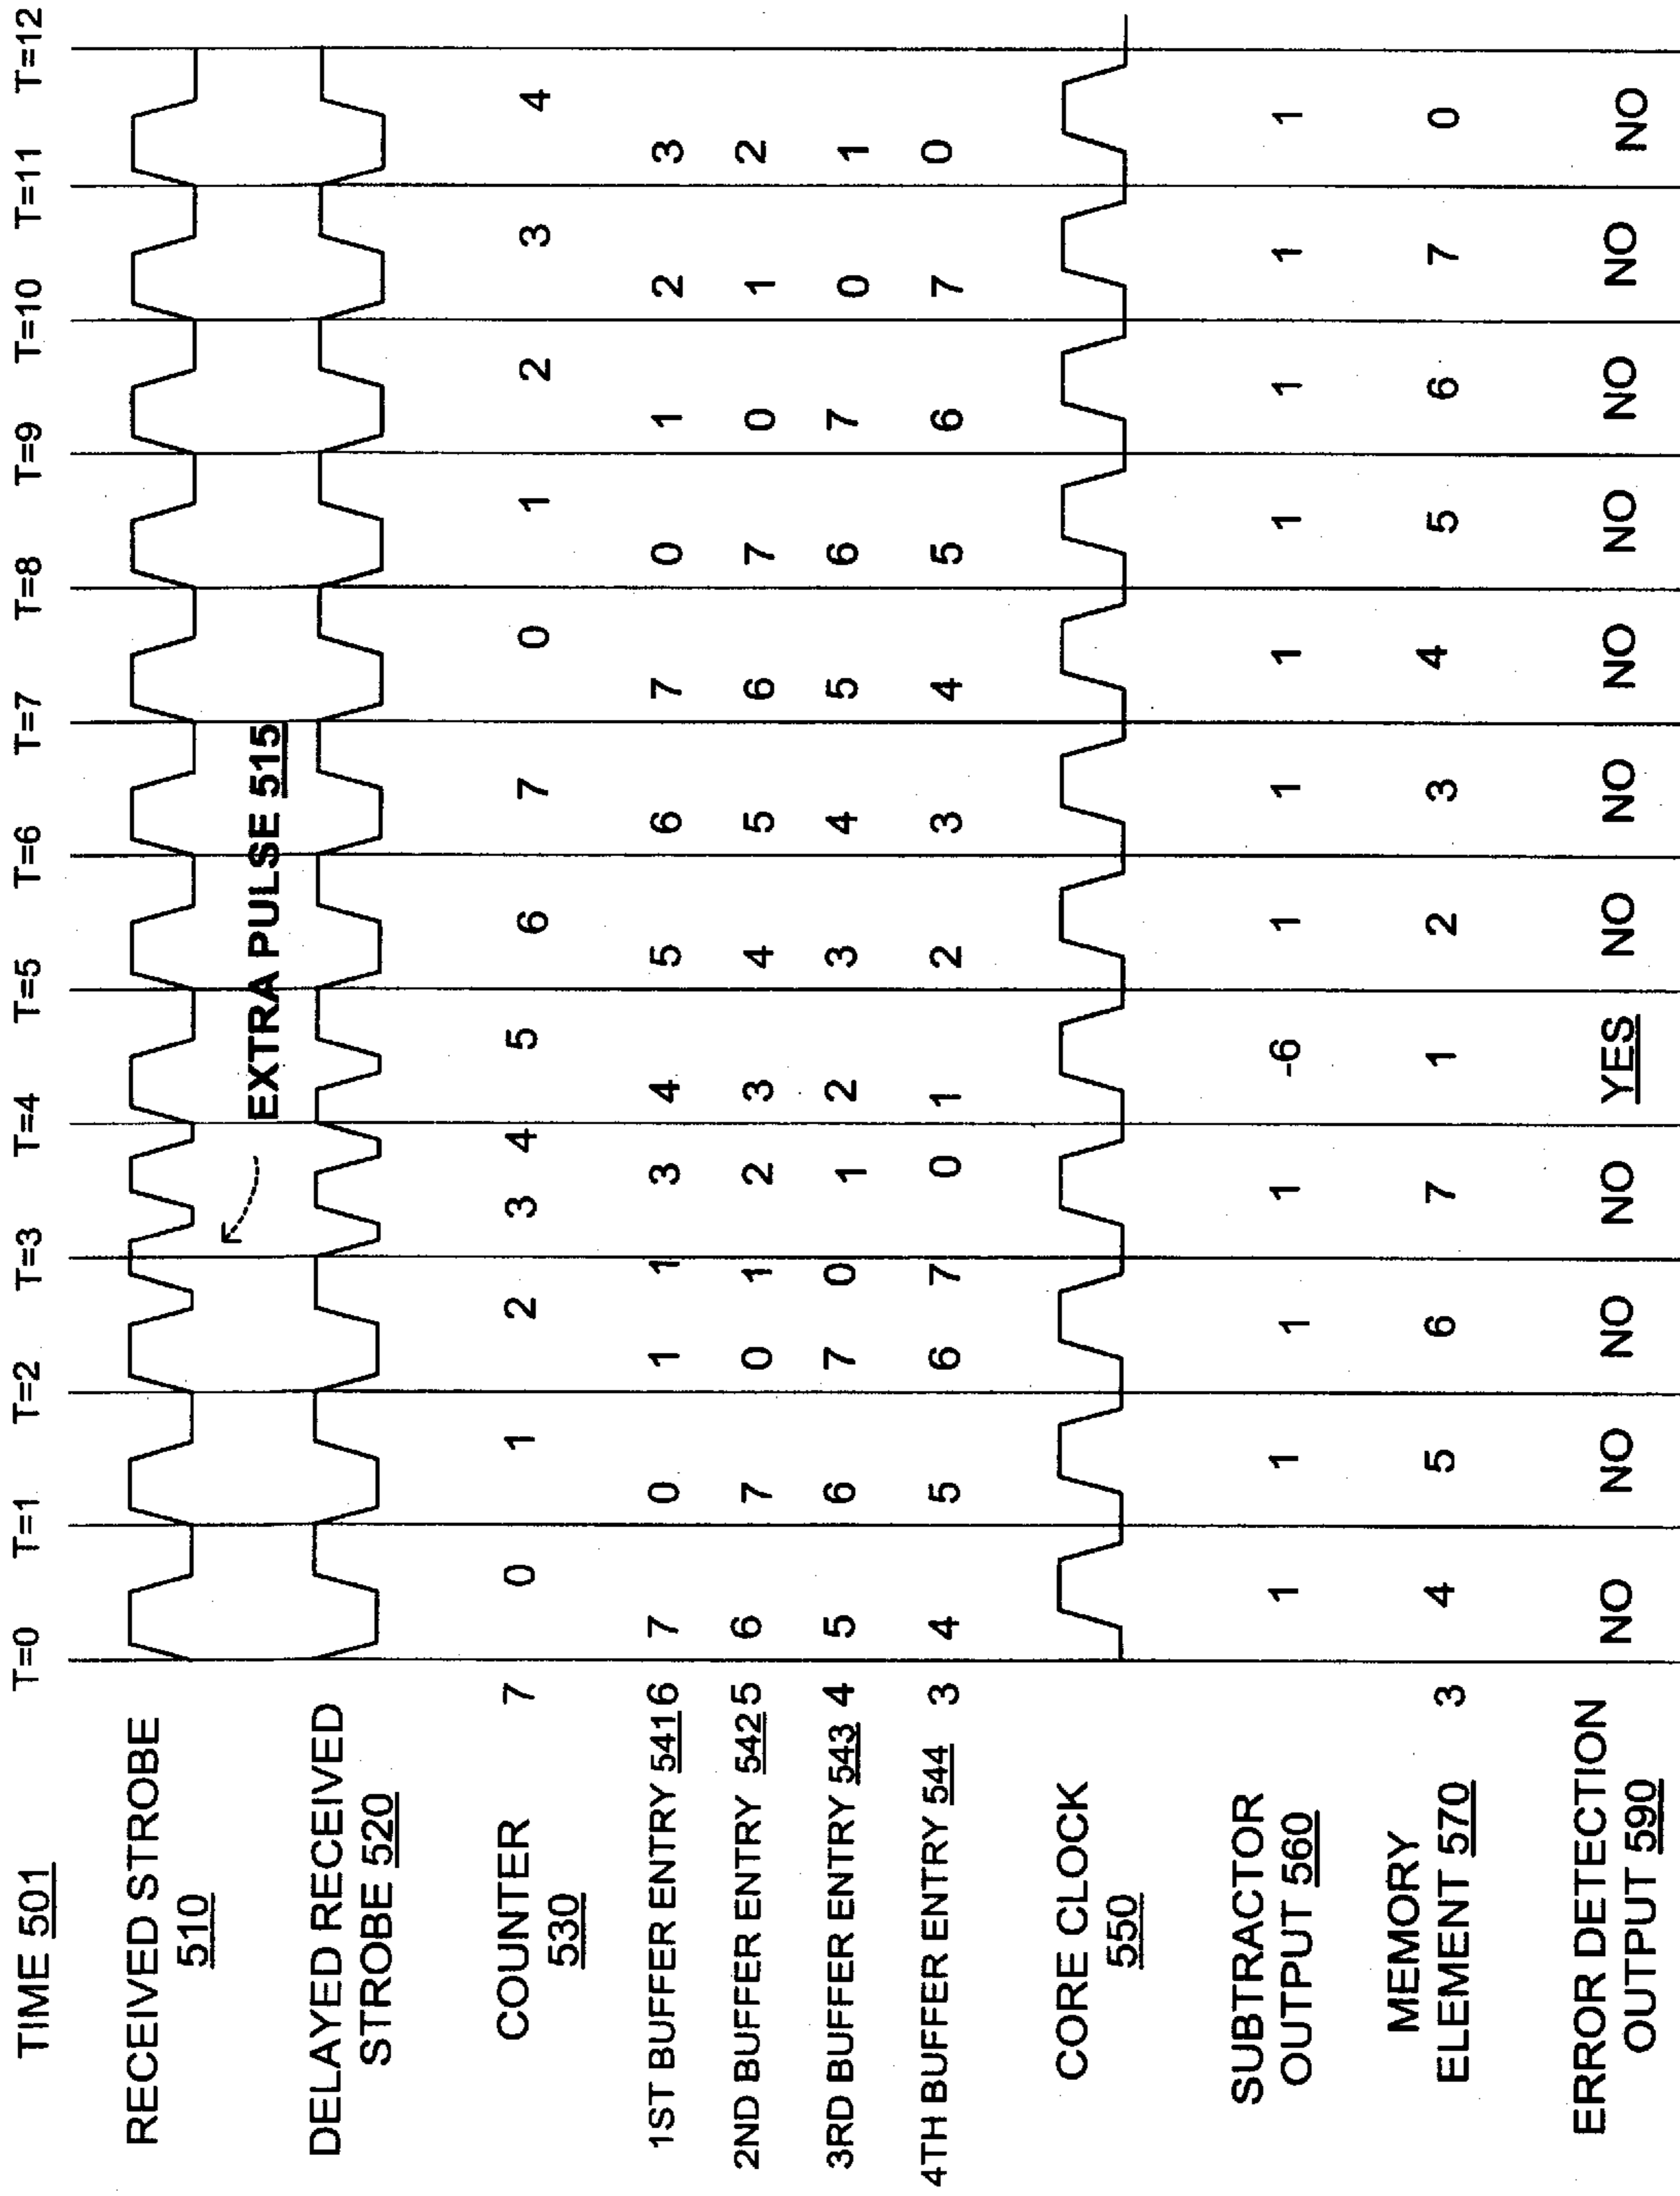 TIME 501 T=0 T=1 T=2 T=3 T=4 T=5 T=6 T=7 T=8 T=9 T=10 T=11 T=12
RECEIVED STROBE
510
EXTRA PULSE 515
DELAYED RECEIVED
STROBE 520
COUNTER 7 0 1 2 3 4 5 6 7 0 1 2 3 4
530
1ST BUFFER ENTRY 541 6 7 0 1 1 3 4 5 6 7 0 1 2 3
2ND BUFFER ENTRY 542 5 6 7 0 1 2 3 4 5 6 7 0 1 2
3RD BUFFER ENTRY 543 4 5 6 7 0 1 2 3 4 5 6 7 0 1
4TH BUFFER ENTRY 544 3 4 5 6 7 0 1 2 3 4 5 6 7 0
CORE CLOCK
550
SUBTRACTOR
OUTPUT 560 1 1 1 1 -6 1 1 1 1 1 1 1
MEMORY
ELEMENT 570 3 4 5 6 7 1 2 3 4 5 6 7 0
ERROR DETECTION
OUTPUT 590 NO NO NO NO YES NO NO NO NO NO NO NO